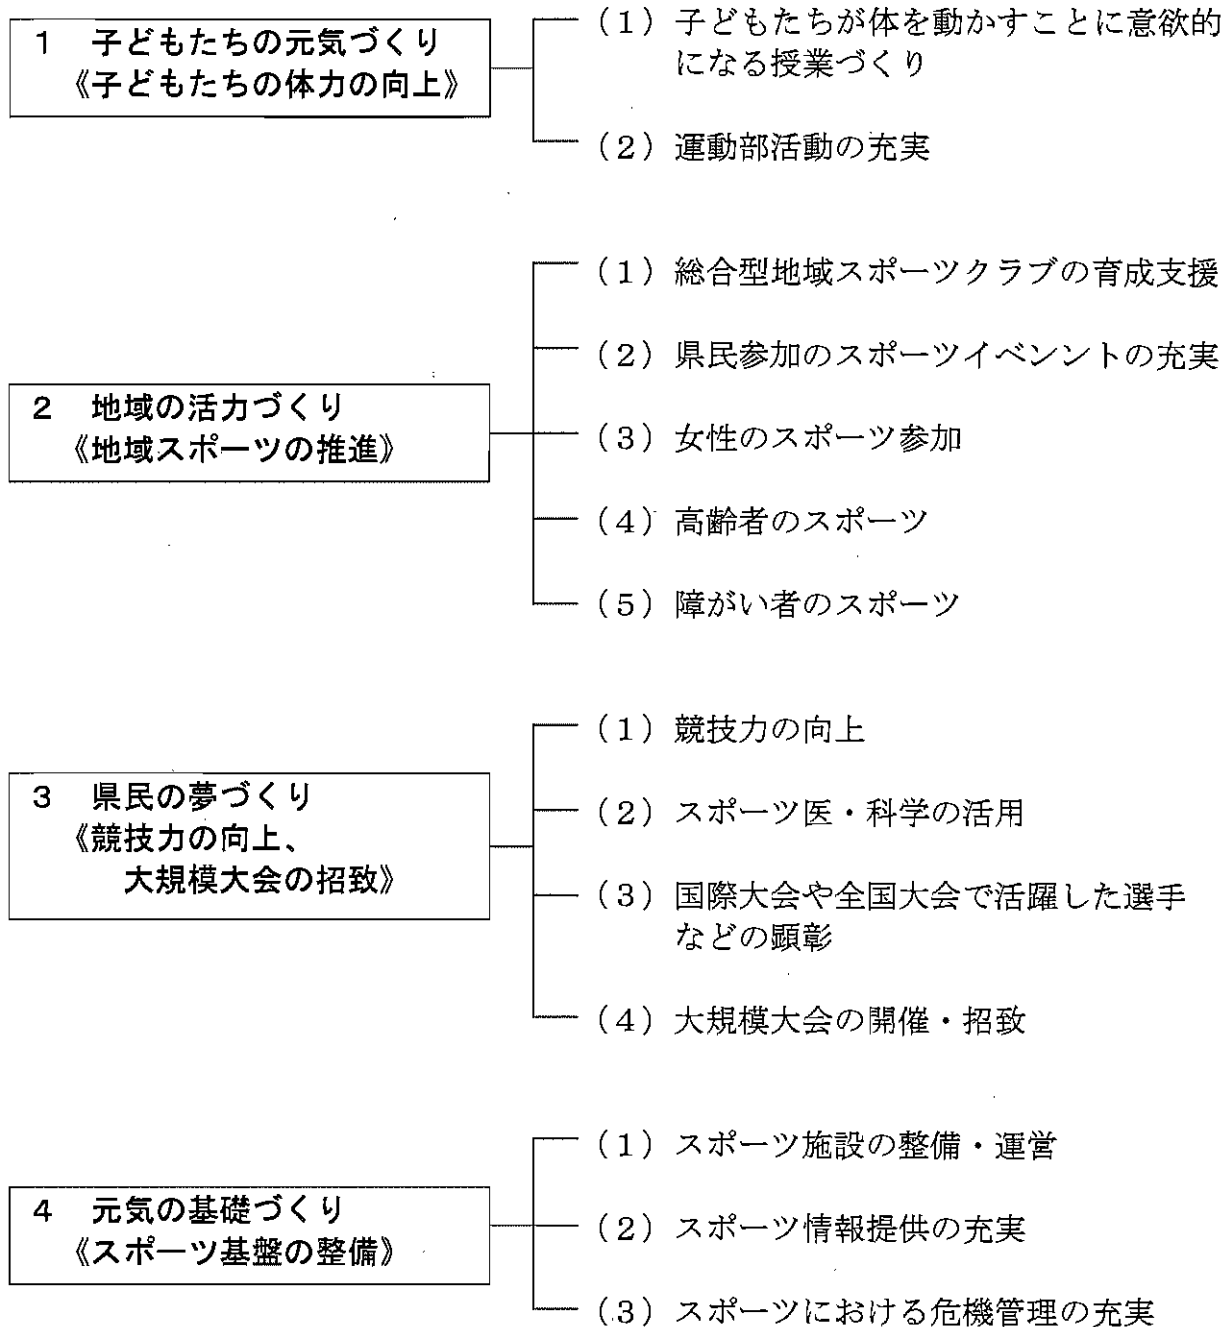 1 子どもたちの元気づくり
《子どもたちの体力の向上》
(1) 子どもたちが体を動かすことに意欲的
になる授業づくり
(2) 運動部活動の充実
2 地域の活力づくり
《地域スポーツの推進》
(1) 総合型地域スポーツクラブの育成支援
(2) 県民参加のスポーツイベンントの充実
(3) 女性のスポーツ参加
(4) 高齢者のスポーツ
(5) 障がい者のスポーツ
3 県民の夢づくり
《競技力の向上、
大規模大会の招致》
(1) 競技力の向上
(2) スポーツ医・科学の活用
(3) 国際大会や全国大会で活躍した選手
などの顕彰
(4) 大規模大会の開催・招致
4 元気の基礎づくり
《スポーツ基盤の整備》
(1) スポーツ施設の整備・運営
(2) スポーツ情報提供の充実
(3) スポーツにおける危機管理の充実